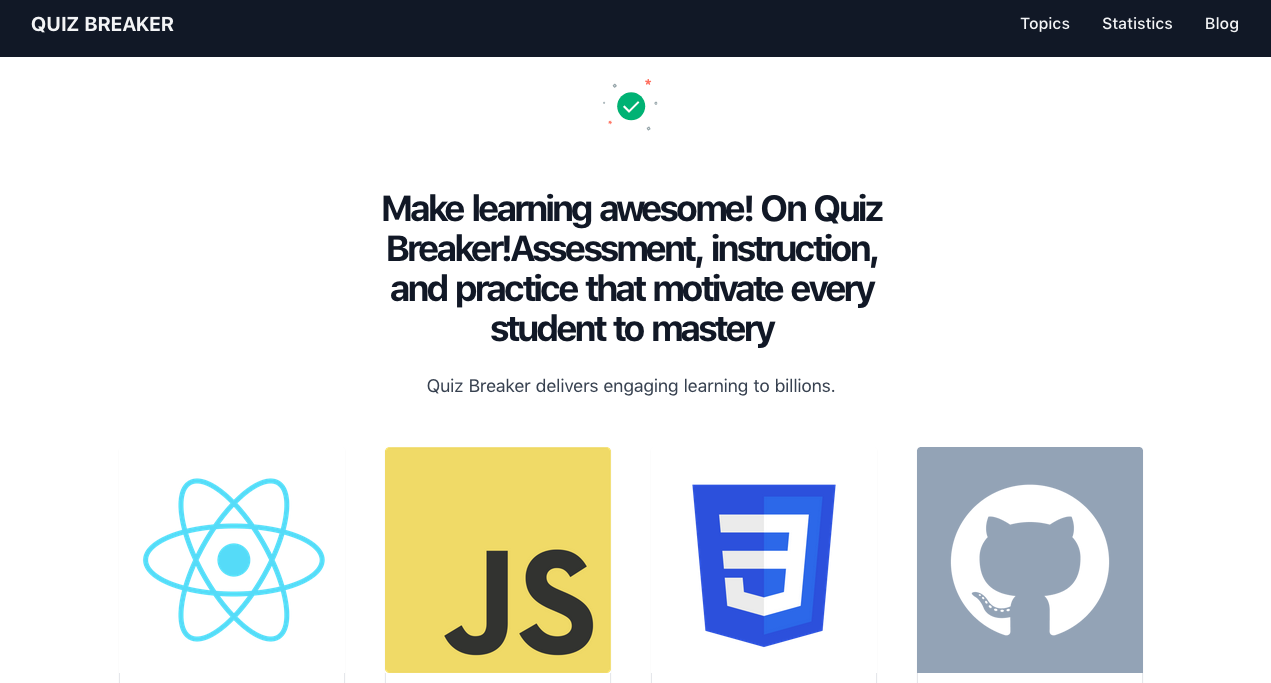 QUIZ BREAKER
Topics
Statistics
Blog
Make learning awesome! On Quiz
Breaker!Assessment, instruction,
and practice that motivate every
student to mastery
Quiz Breaker delivers engaging learning to billions.
JS